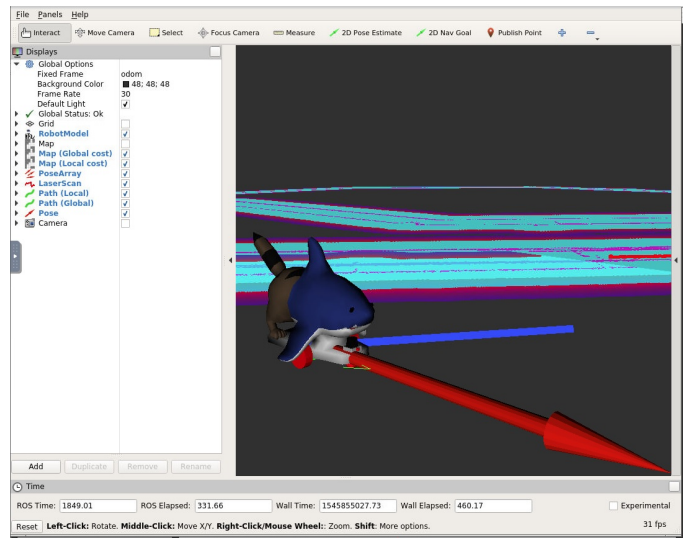 File Panels Help
Interact Move Camera Select Focus Camera Measure 2D Pose Estimate 2D Nav Goal Publish Point
Displays
Global Options
Fixed Frame odom
Background Color 48; 48; 48
Frame Rate 30
Default Light
Global Status: Ok
Grid
RobotModel
Map
Map (Global cost)
Map (Local cost)
PoseArray
LaserScan
Path (Local)
Path (Global)
Pose
Camera
Add Duplicate Remove Rename
Time
ROS Time: 1849.01 ROS Elapsed: 331.66 Wall Time: 1545855027.73 Wall Elapsed: 460.17 Experimental
Reset Left-Click: Rotate. Middle-Click: Move X/Y. Right-Click/Mouse Wheel:: Zoom. Shift: More options. 31 fps